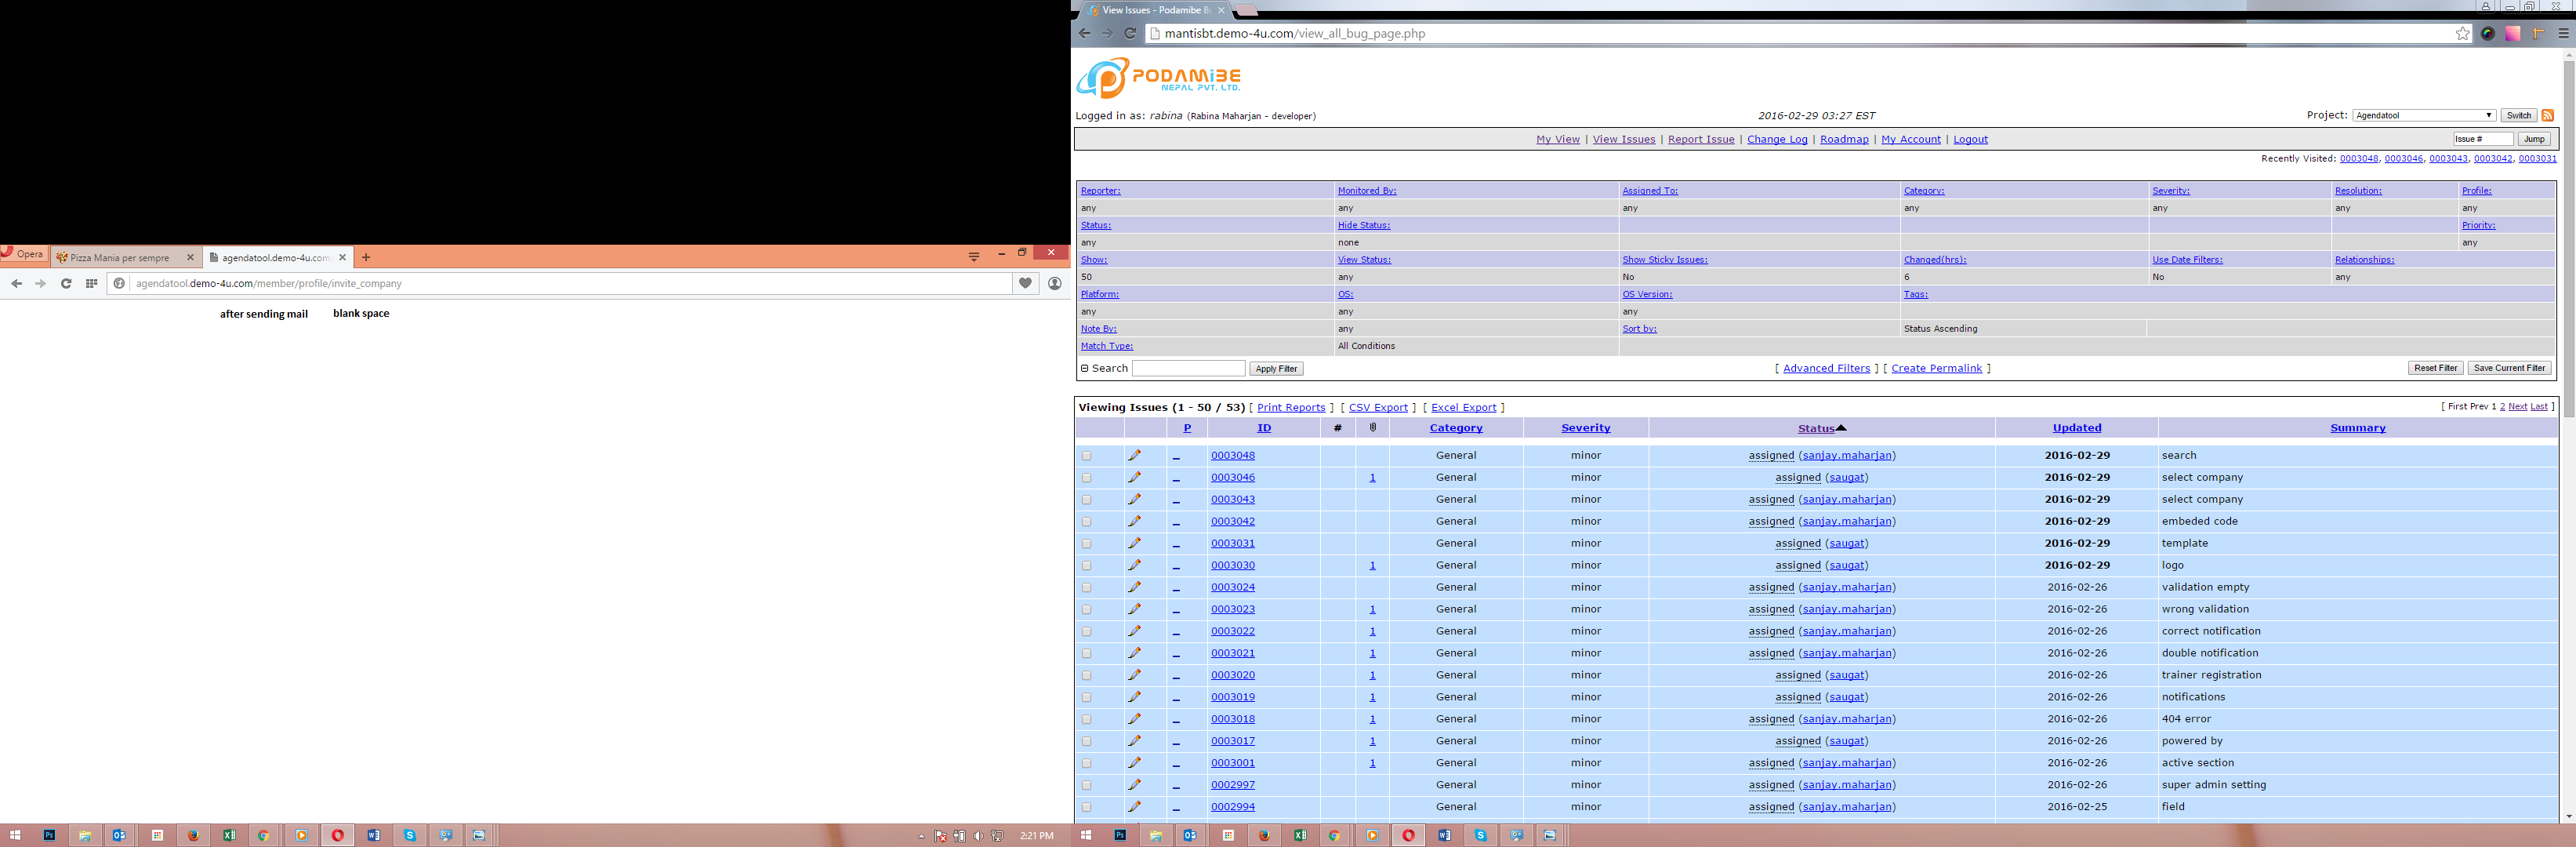 Opera
Pizza Mania per sempre
agendatool.demo-4u.com
agendatool.demo-4u.com/member/profile/invite_company
after sending mail blank space
2:21 PM
View Issues - Podamibe B
mantisbt.demo-4u.com/view_all_bug_page.php
PODAMiBE
NEPAL PVT. LTD.
Logged in as: rabina (Rabina Maharjan - developer) 2016-02-29 03:27 EST Project: Agendatool Switch
My View | View Issues | Report Issue | Change Log | Roadmap | My Account | Logout Issue # Jump
Recently Visited: 0003048, 0003046, 0003043, 0003042, 0003031
Reporter: Monitored By: Assigned To: Category: Severity: Resolution: Profile:
any any any any any any any
Status: Hide Status: Priority:
any none any
Show: View Status: Show Sticky Issues: Changed(hrs): Use Date Filters: Relationships:
50 any No 6 No any
Platform: OS: OS Version: Tags:
any any any
Note By: any Sort by: Status Ascending
Match Type: All Conditions
Search Apply Filter [ Advanced Filters ] [ Create Permalink ] Reset Filter Save Current Filter
Viewing Issues (1 - 50 / 53) [ Print Reports ] [ CSV Export ] [ Excel Export ] [ First Prev 1 2 Next Last ]
P ID # Category Severity Status Updated Summary
0003048 General minor assigned (sanjay.maharjan) 2016-02-29 search
0003046 1 General minor assigned (saugat) 2016-02-29 select company
0003043 General minor assigned (sanjay.maharjan) 2016-02-29 select company
0003042 General minor assigned (sanjay.maharjan) 2016-02-29 embeded code
0003031 General minor assigned (saugat) 2016-02-29 template
0003030 1 General minor assigned (saugat) 2016-02-29 logo
0003024 General minor assigned (sanjay.maharjan) 2016-02-26 validation empty
0003023 1 General minor assigned (sanjay.maharjan) 2016-02-26 wrong validation
0003022 1 General minor assigned (sanjay.maharjan) 2016-02-26 correct notification
0003021 1 General minor assigned (sanjay.maharjan) 2016-02-26 double notification
0003020 1 General minor assigned (saugat) 2016-02-26 trainer registration
0003019 1 General minor assigned (saugat) 2016-02-26 notifications
0003018 1 General minor assigned (sanjay.maharjan) 2016-02-26 404 error
0003017 1 General minor assigned (saugat) 2016-02-26 powered by
0003001 1 General minor assigned (sanjay.maharjan) 2016-02-26 active section
0002997 General minor assigned (sanjay.maharjan) 2016-02-26 super admin setting
0002994 General minor assigned (sanjay.maharjan) 2016-02-25 field